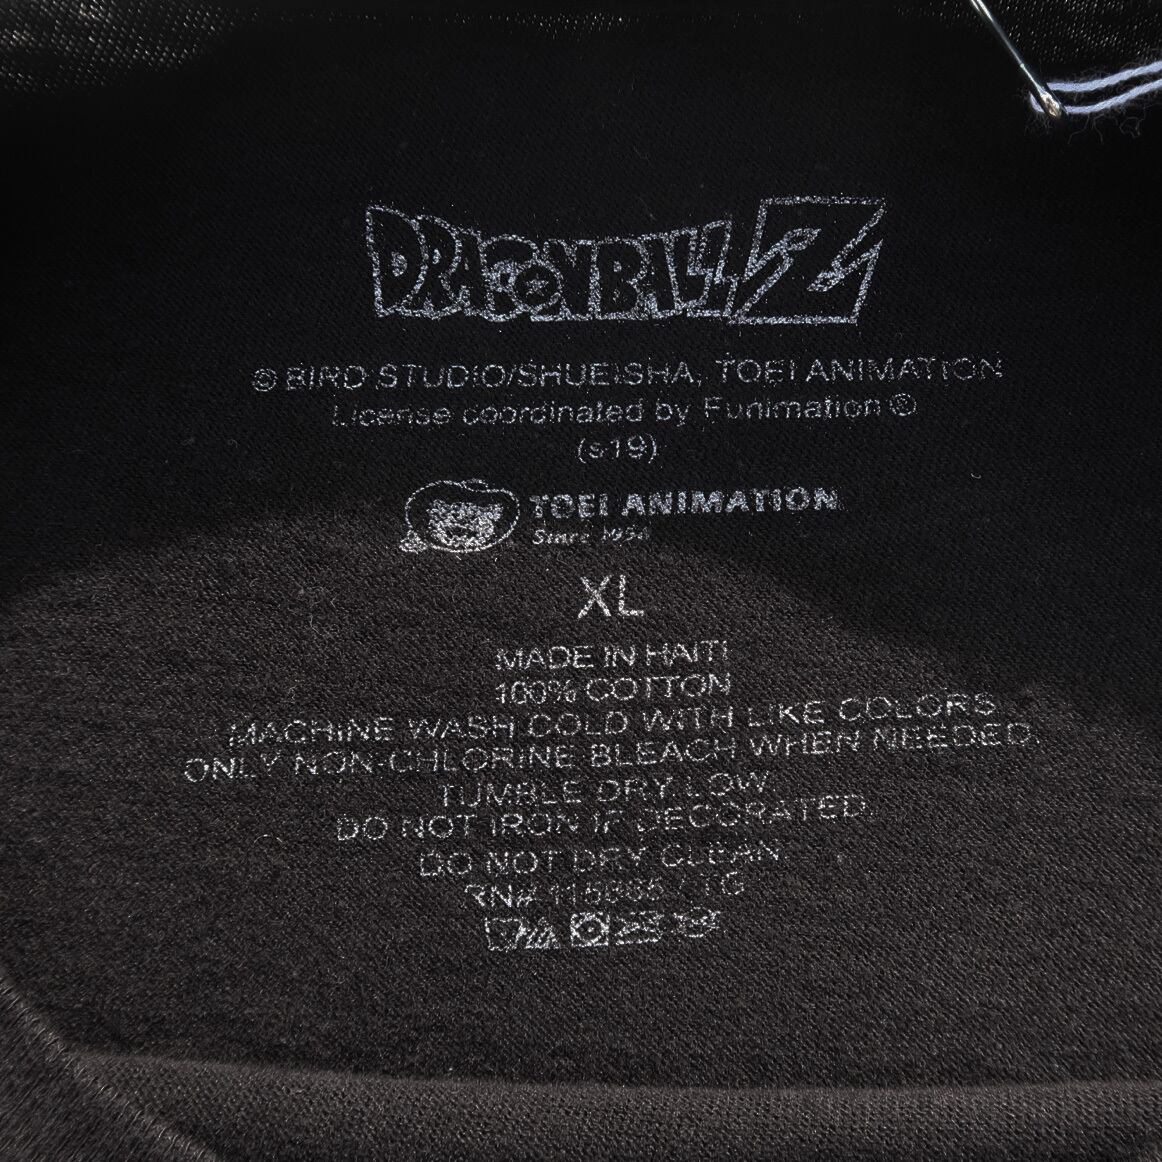 DRAGONBALL Z
© BIRD STUDIO/SHUEISHA, TOEI ANIMATION
License coordinated by Funimation ®
(s19)
TOEI ANIMATION
Since
XL
MADE IN HAITI
100% COTTON
MACHINE WASH COLD WITH LIKE COLORS
ONLY NON-CHLORINE BLEACH WHEN NEEDED.
TUMBLE DRY LOW
DO NOT IRON IF DECORATED.
DO NOT DRY CLEAN.
RN#